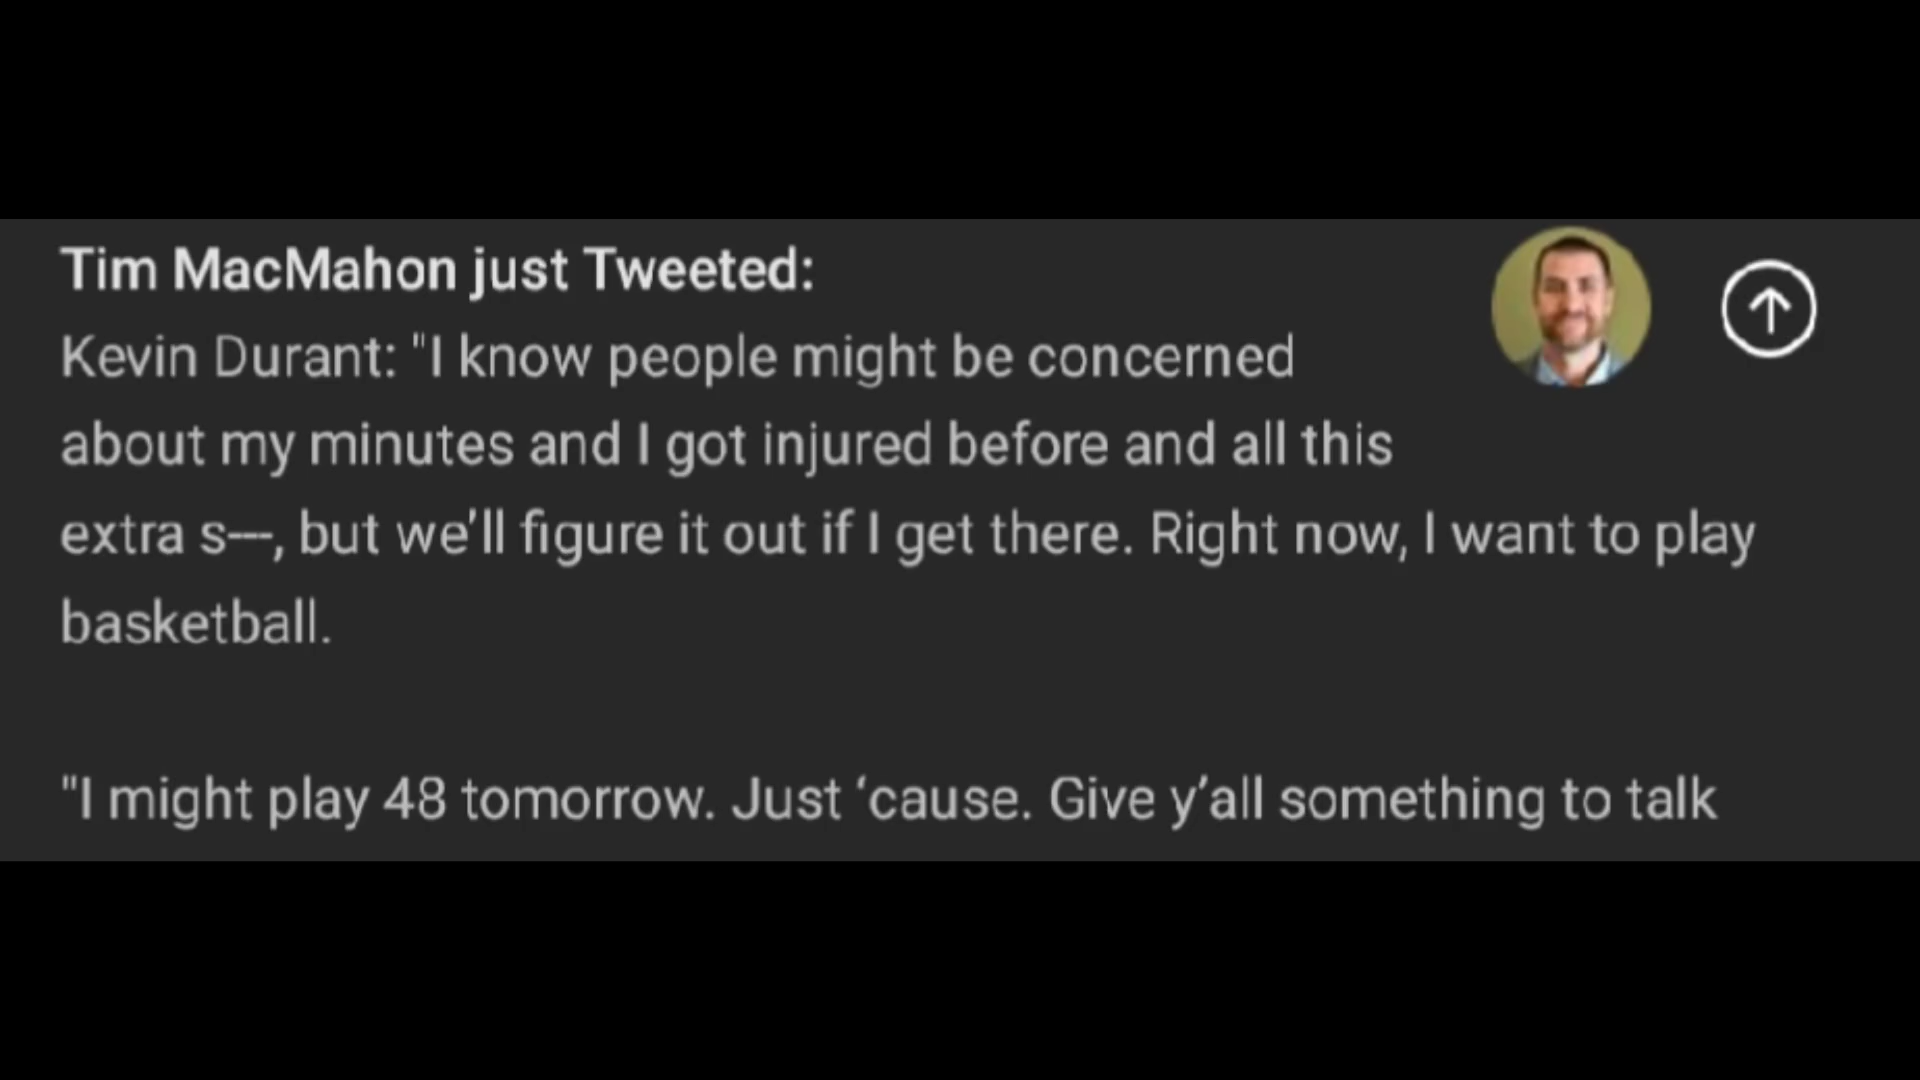 Tim MacMahon just Tweeted:
Kevin Durant: "I know people might be concerned
about my minutes and I got injured before and all this
extra s---, but we'll figure it out if I get there. Right now, I want to play
basketball.
"I might play 48 tomorrow. Just ‘cause. Give y’all something to talk